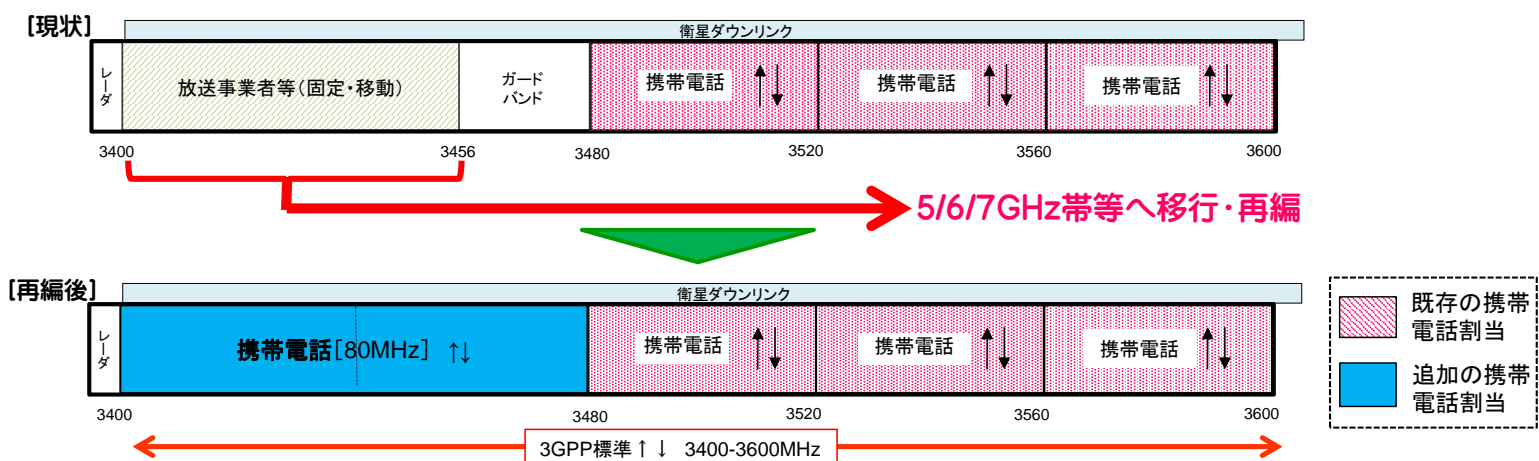 [現状]
衛星ダウンリンク
レーダ
放送事業者等(固定・移動)
ガード
バンド
携帯電話
携帯電話
携帯電話
3400
3456
3480
3520
3560
3600
5/6/7GHz帯等へ移行・再編
[再編後]
衛星ダウンリンク
レーダ
携帯電話[80MHz] ↑↓
携帯電話
携帯電話
携帯電話
3400
3480
3520
3560
3600
3GPP標準↑↓ 3400-3600MHz
既存の携帯
電話割当
追加の携帯
電話割当